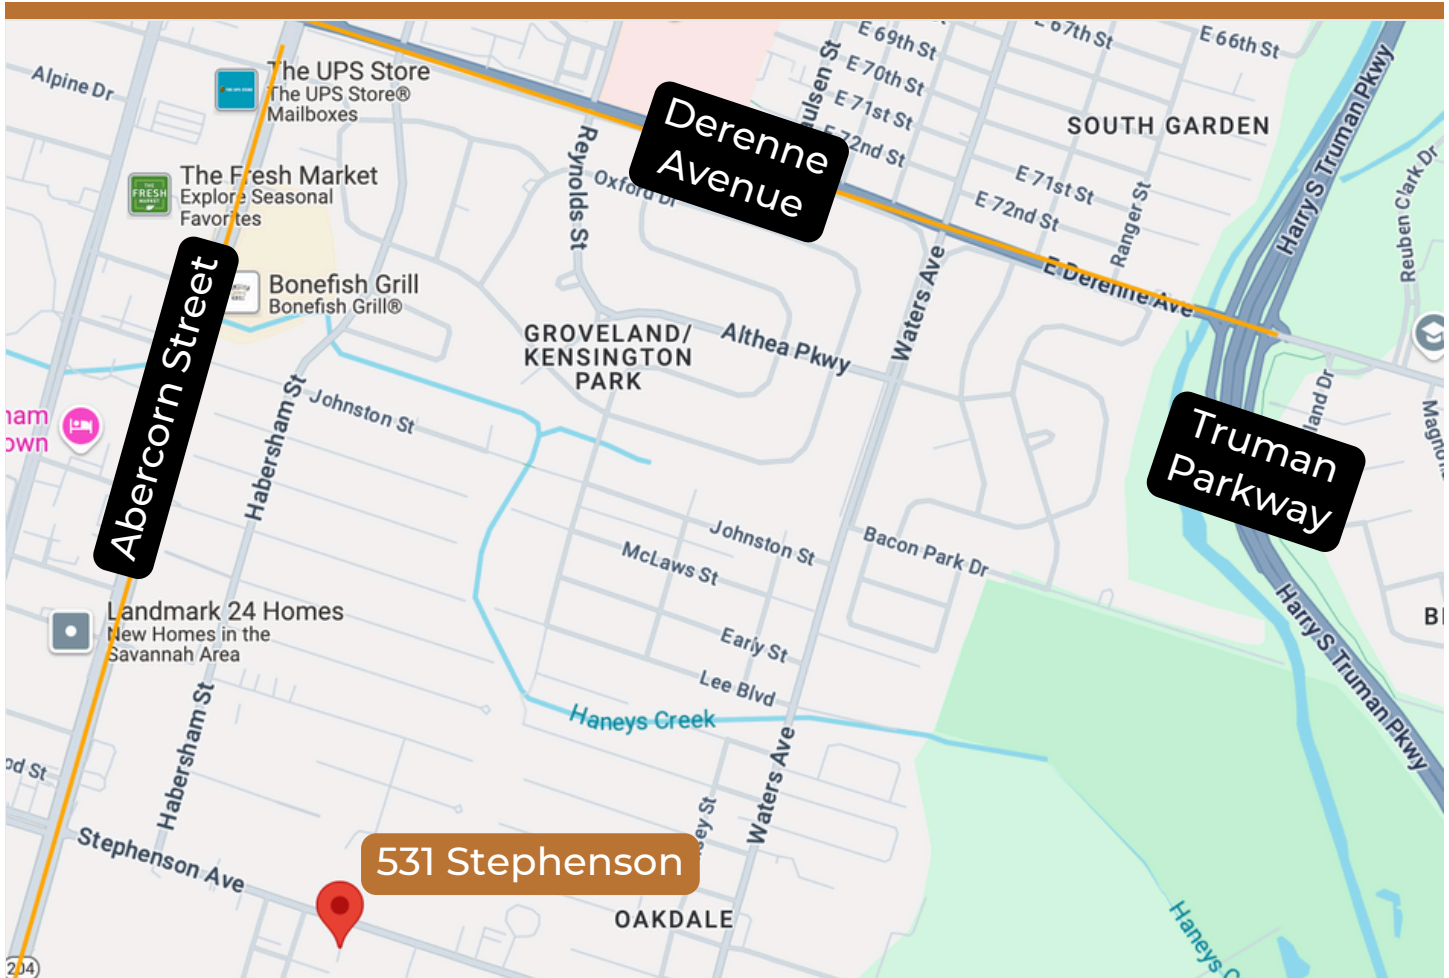 E 69th St
E 67th St
E 66th St
Alpine Dr
The UPS Store
The UPS Store®
Mailboxes
E 70th St
E 71st St
E 72nd St
SOUTH GARDEN
Harry S Truman Pkwy
Derenne
Avenue
Reynolds St
Oxford Dr
The Fresh Market
Explore Seasonal
Favorites
THE
FRESH
MARKET
E 71st St
E 72nd St
Ranger St
Reuben Clark Dr
Bonefish Grill
Bonefish Grill®
Abercorn Street
E Derenne Ave
Waters Ave
GROVELAND/
KENSINGTON
PARK
Althea Pkwy
Habersham St
Johnston St
Truman
Parkway
Johnston St
McLaws St
Bacon Park Dr
Landmark 24 Homes
New Homes in the
Savannah Area
Early St
Lee Blvd
Haneys Creek
Harry S Truman Pkwy
Habersham St
Waters Ave
Stephenson Ave
531 Stephenson
OAKDALE
Haneys
204